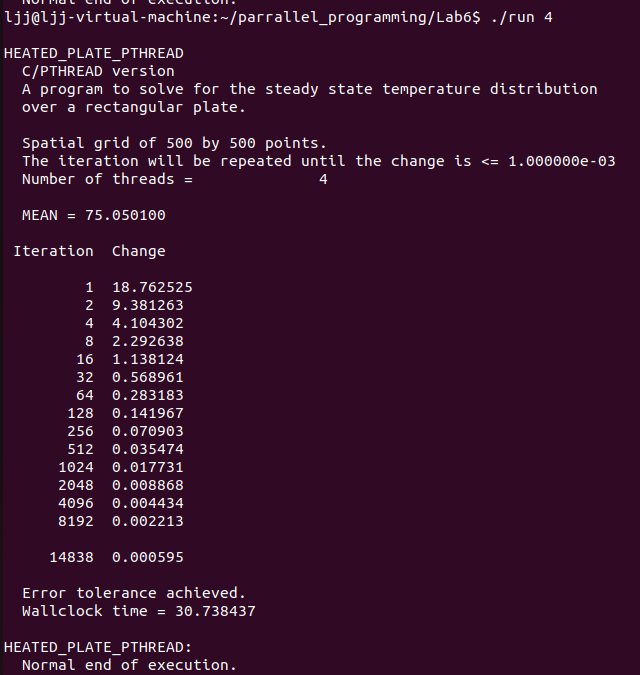 Normal end of execution.
ljj@ljj-virtual-machine:~/parrallel_programming/Lab6$ ./run 4
HEATED_PLATE_PTHREAD
C/PTHREAD version
A program to solve for the steady state temperature distribution
over a rectangular plate.
Spatial grid of 500 by 500 points.
The iteration will be repeated until the change is <= 1.000000e-03
Number of threads =              4
MEAN = 75.050100
Iteration  Change
1  18.762525
2  9.381263
4  4.104302
8  2.292638
16  1.138124
32  0.568961
64  0.283183
128  0.141967
256  0.070903
512  0.035474
1024  0.017731
2048  0.008868
4096  0.004434
8192  0.002213
14838  0.000595
Error tolerance achieved.
Wallclock time = 30.738437
HEATED_PLATE_PTHREAD:
Normal end of execution.